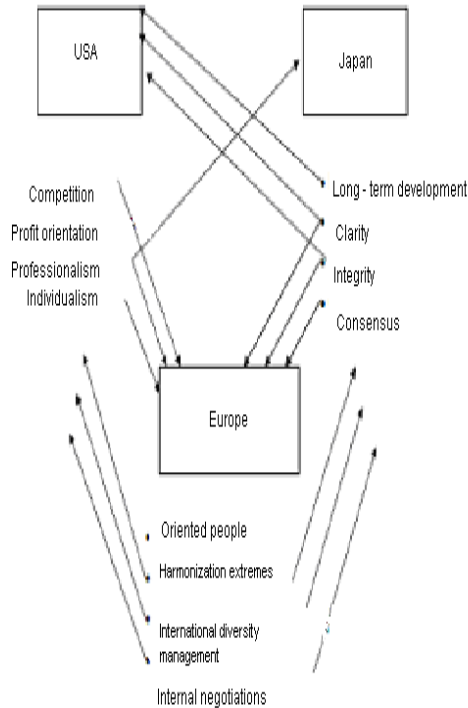 USA
Japan
Competition
Profit orientation
Professionalism
Individualism
Long - term development
Clarity
Integrity
Consensus
Europe
Oriented people
Harmonization extremes
International diversity
management
Internal negotiations